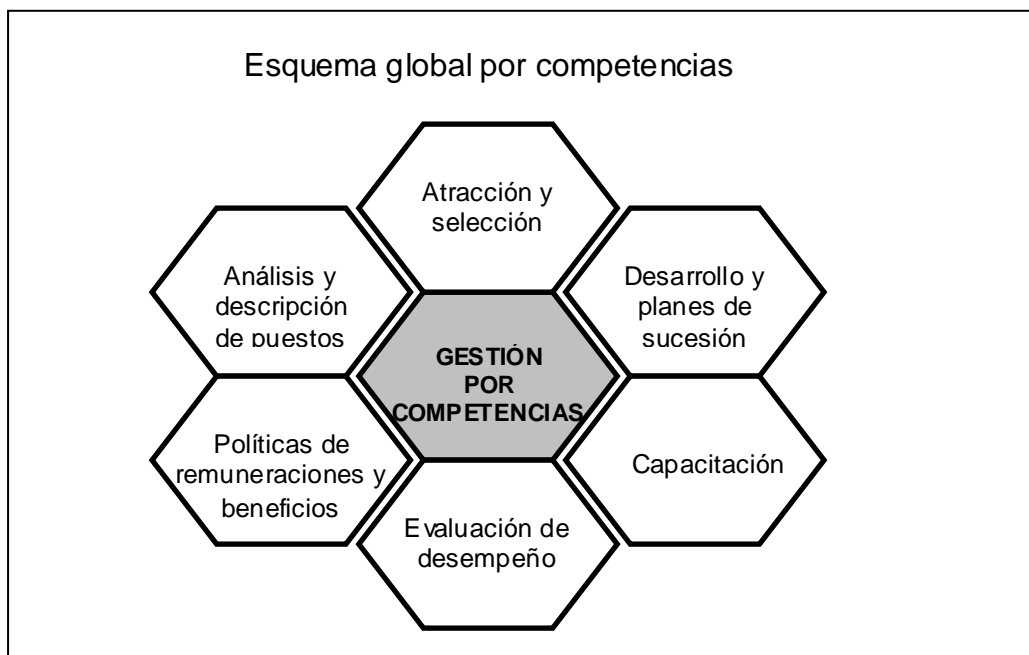 Esquema global por competencias
Atracción y
selección
Análisis y
descripción
de puestos
Desarrollo y
planes de
sucesión
GESTIÓN
POR
COMPETENCIAS
Políticas de
remuneraciones y
beneficios
Capacitación
Evaluación de
desempeño